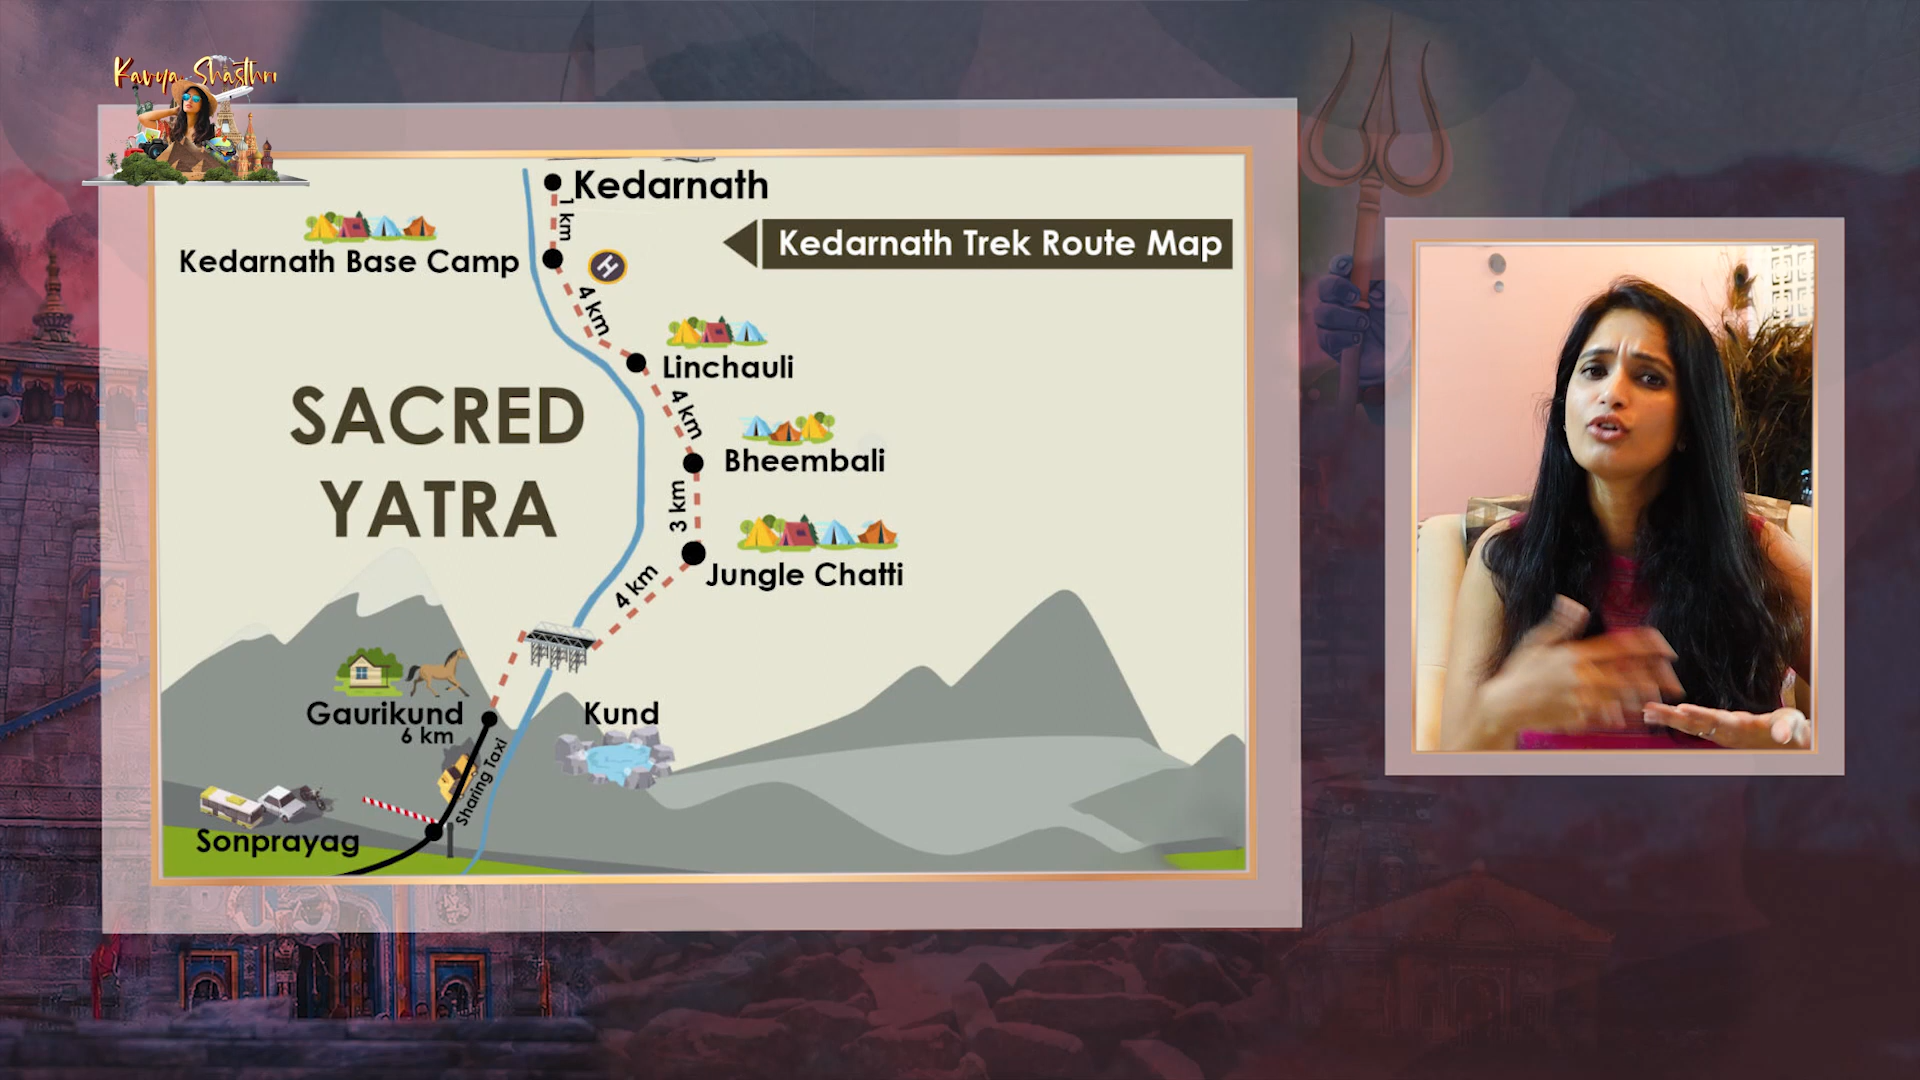 Kavya Shasthri
Kedarnath
1 km
Kedarnath Trek Route Map
Kedarnath Base Camp
H
4 km
Linchauli
4 km
SACRED
YATRA
Bheembali
3 km
Jungle Chatti
4 km
Gaurikund
6 km
Kund
Sharing Taxi
Sonprayag